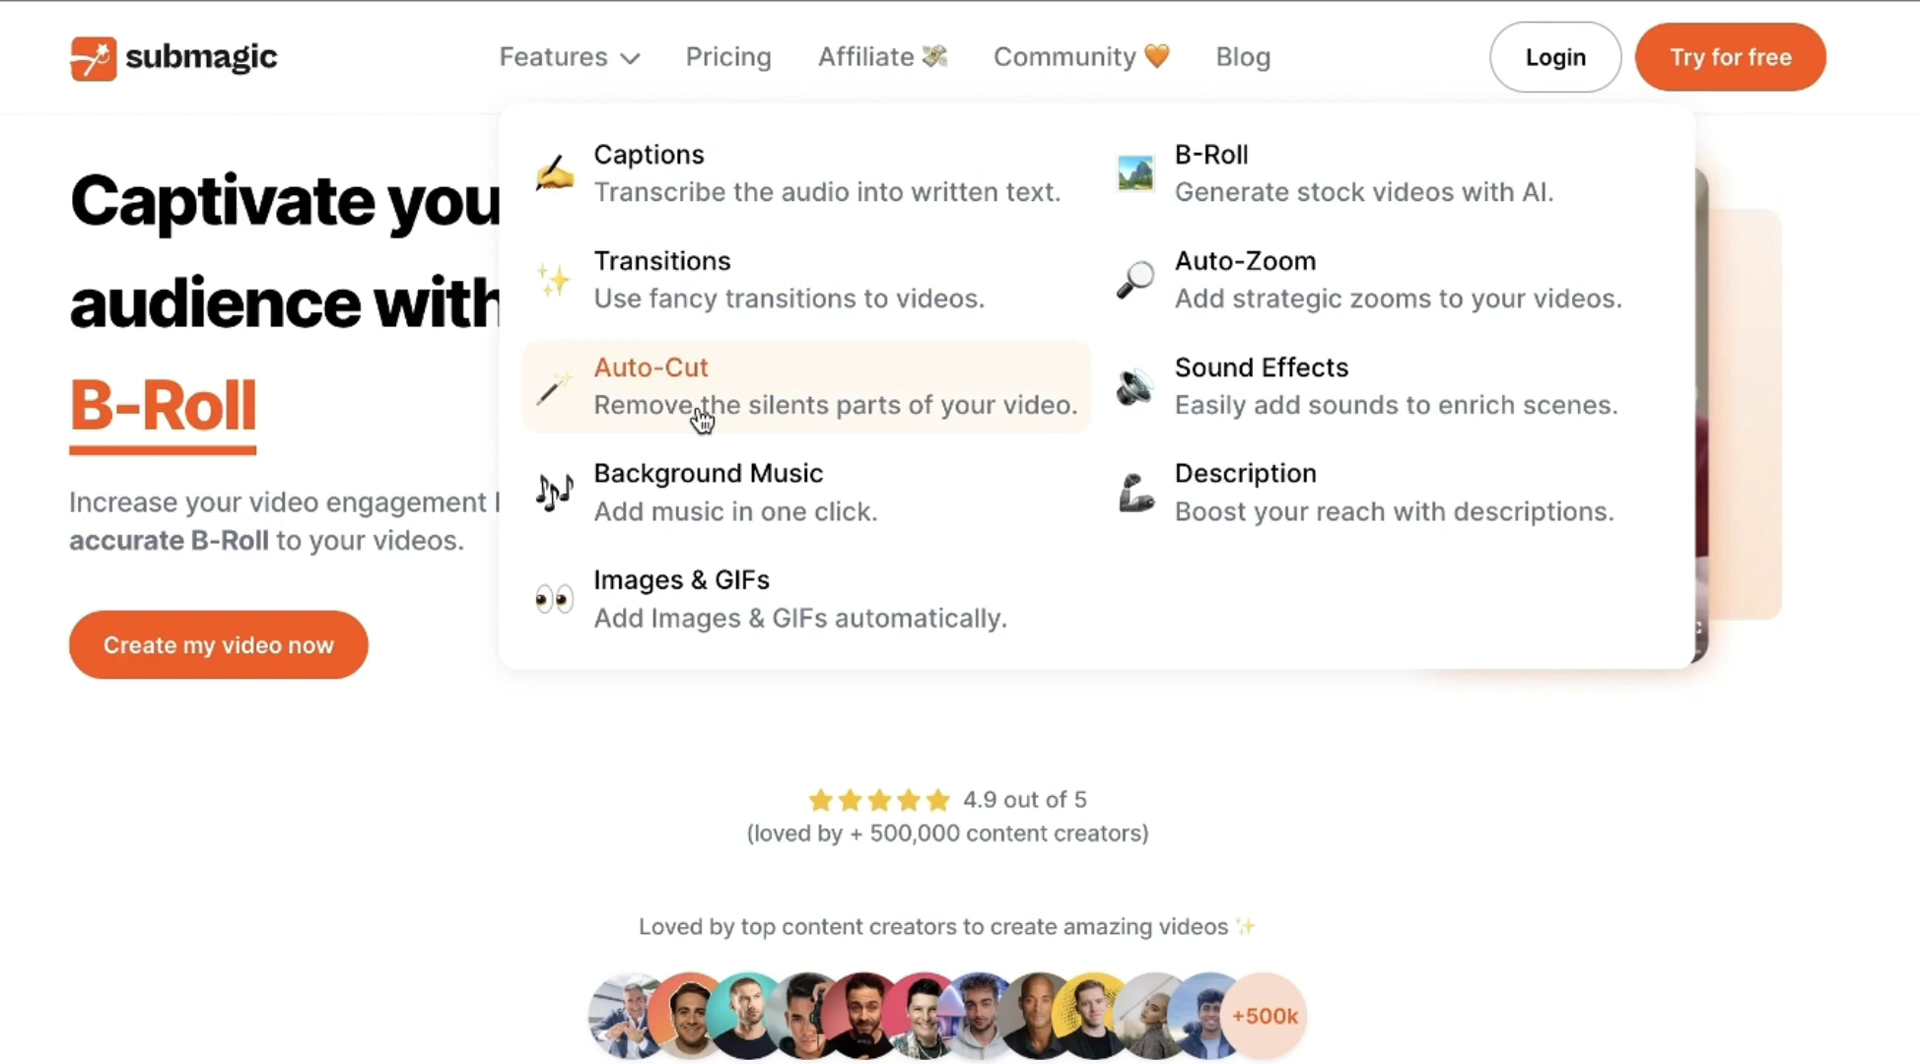 submagic
Features
Pricing
Affiliate
Community
Blog
Login
Try for free
Captivate you
audience with
B-Roll
Increase your video engagement
accurate B-Roll to your videos.
Create my video now
Captions
Transcribe the audio into written text.
Transitions
Use fancy transitions to videos.
Auto-Cut
Remove the silents parts of your video.
Background Music
Add music in one click.
Images & GIFs
Add Images & GIFs automatically.
B-Roll
Generate stock videos with AI.
Auto-Zoom
Add strategic zooms to your videos.
Sound Effects
Easily add sounds to enrich scenes.
Description
Boost your reach with descriptions.
4.9 out of 5
(loved by + 500,000 content creators)
Loved by top content creators to create amazing videos
+500k